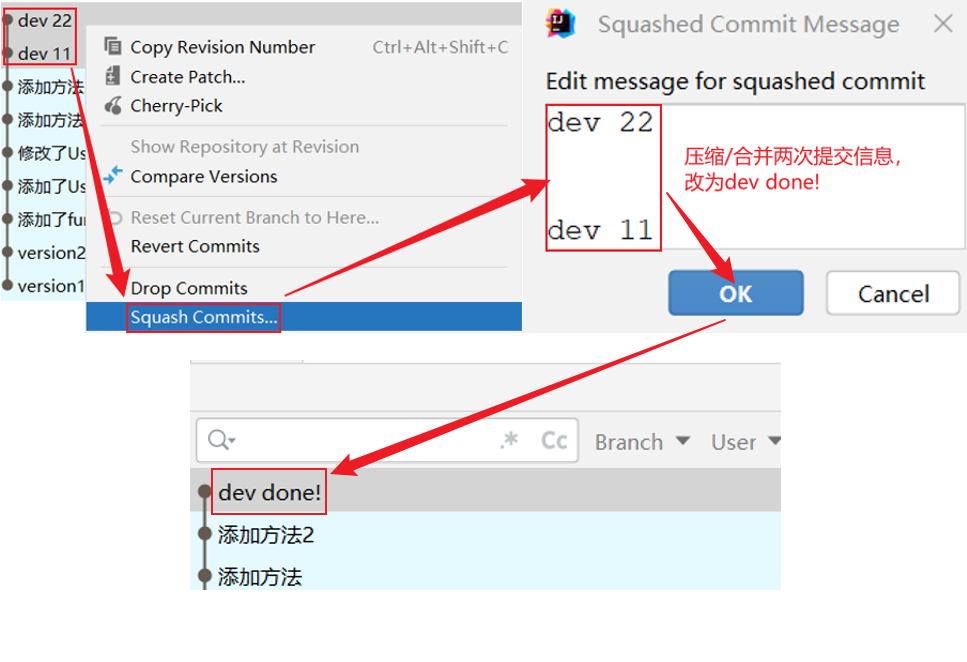 dev 22
dev 11
添加方法
添加方法
修改了Us
添加了Us
添加了fu
version2
version1
Copy Revision Number Ctrl+Alt+Shift+C
Create Patch...
Cherry-Pick
Show Repository at Revision
Compare Versions
Reset Current Branch to Here...
Revert Commits
Drop Commits
Squash Commits...
Squashed Commit Message
Edit message for squashed commit
dev 22
dev 11
压缩/合并两次提交信息，
改为dev done!
OK
Cancel
.* Cc Branch User
dev done!
添加方法2
添加方法